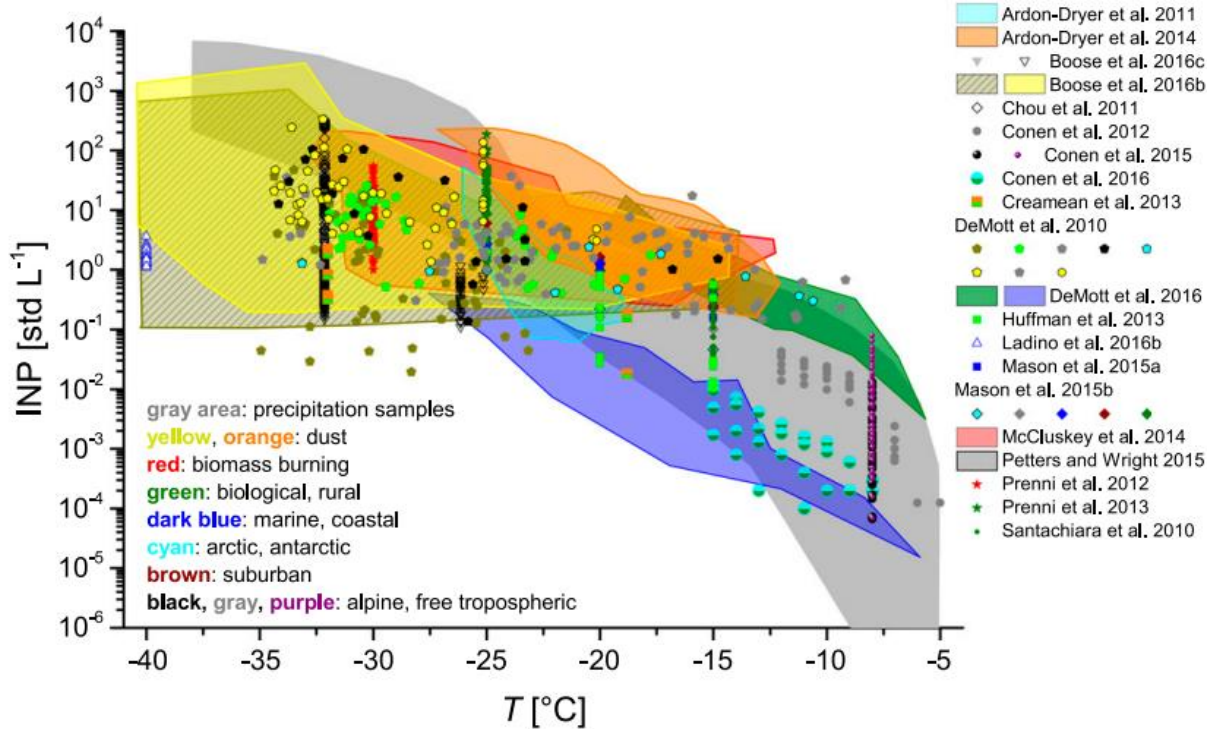 10^4
10^3
10^2
10^1
10^0
10^-1
10^-2
10^-3
10^-4
10^-5
10^-6
INP [std L^-1]
gray area: precipitation samples
yellow, orange: dust
red: biomass burning
green: biological, rural
dark blue: marine, coastal
cyan: arctic, antarctic
brown: suburban
black, gray, purple: alpine, free tropospheric
-40 -35 -30 -25 -20 -15 -10 -5
T [°C]
Ardon-Dryer et al. 2011
Ardon-Dryer et al. 2014
Boose et al. 2016c
Boose et al. 2016b
Chou et al. 2011
Conen et al. 2012
Conen et al. 2015
Conen et al. 2016
Creamean et al. 2013
DeMott et al. 2010
DeMott et al. 2016
Huffman et al. 2013
Ladino et al. 2016b
Mason et al. 2015a
Mason et al. 2015b
McCluskey et al. 2014
Petters and Wright 2015
Prenni et al. 2012
Prenni et al. 2013
Santachiara et al. 2010